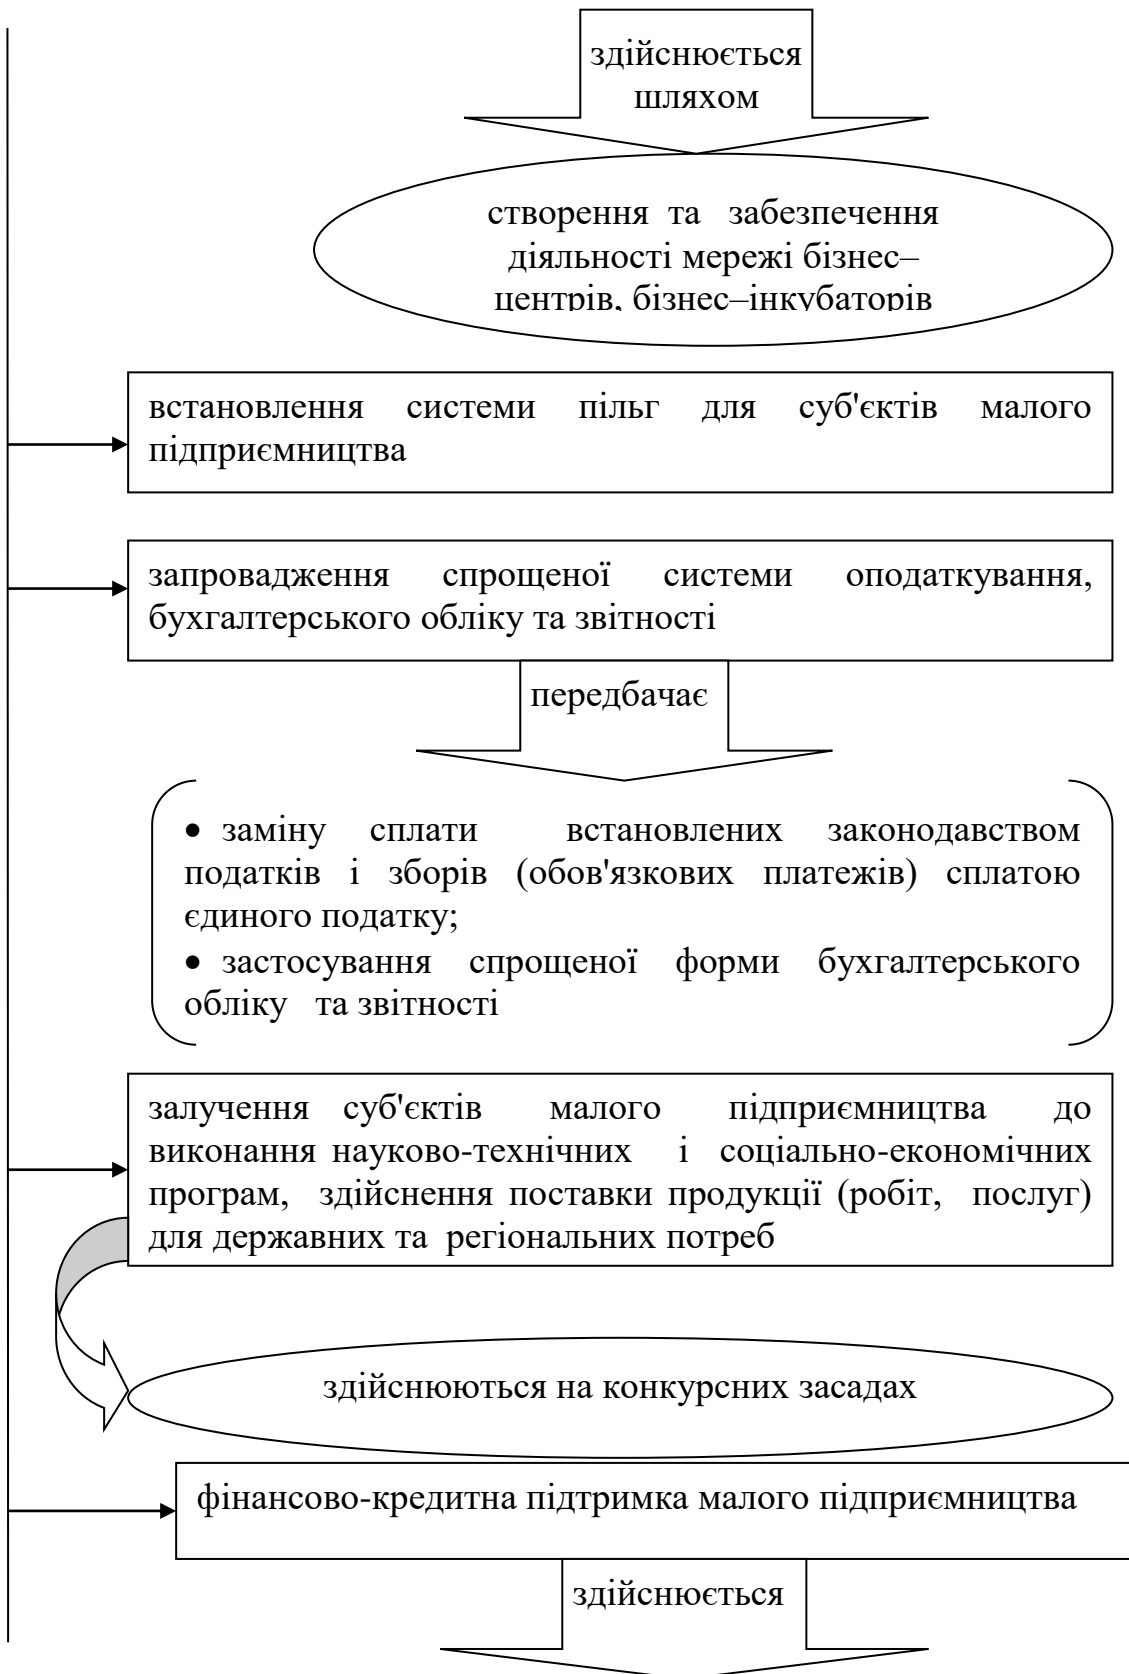 здійснюється
шляхом
створення та забезпечення
діяльності мережі бізнес–
центрів, бізнес–інкубаторів
встановлення системи пільг для суб'єктів малого
підприємництва
запровадження спрощеної системи оподаткування,
бухгалтерського обліку та звітності
передбачає
• заміну сплати встановлених законодавством
податків і зборів (обов'язкових платежів) сплатою
єдиного податку;
• застосування спрощеної форми бухгалтерського
обліку та звітності
залучення суб'єктів малого підприємництва до
виконання науково-технічних і соціально-економічних
програм, здійснення поставки продукції (робіт, послуг)
для державних та регіональних потреб
здійснюються на конкурсних засадах
фінансово-кредитна підтримка малого підприємництва
здійснюється